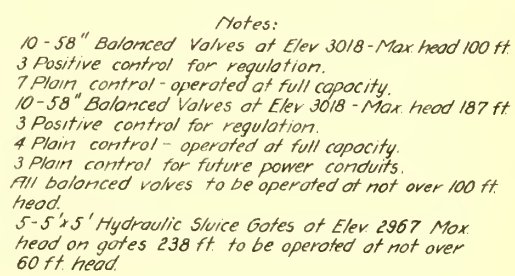 Notes:
10-58" Balanced Valves at Elev 3018-Max. head 100 ft.
3 Positive control for regulation.
7 Plain control-operated at full capacity.
10-58" Balanced Valves at Elev 3018-Max. head 187 ft.
3 Positive control for regulation.
4 Plain control - operated at full capacity.
3 Plain control for future power conduits.
All balanced valves to be operated at not over 100 ft.
head.
5-5'x5' Hydraulic Sluice Gates at Elev. 2967 Max.
head on gates 238 ft. to be operated at not over
60 ft. head.